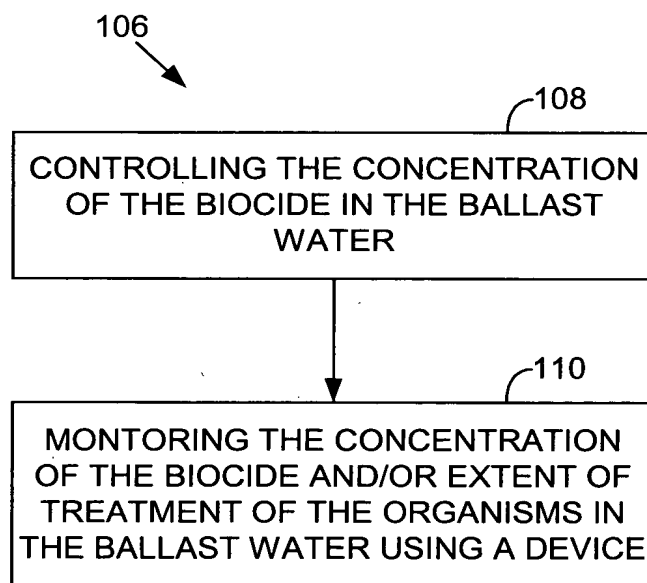 106
108
CONTROLLING THE CONCENTRATION
OF THE BIOCIDE IN THE BALLAST
WATER
110
MONTORING THE CONCENTRATION
OF THE BIOCIDE AND/OR EXTENT OF
TREATMENT OF THE ORGANISMS IN
THE BALLAST WATER USING A DEVICE